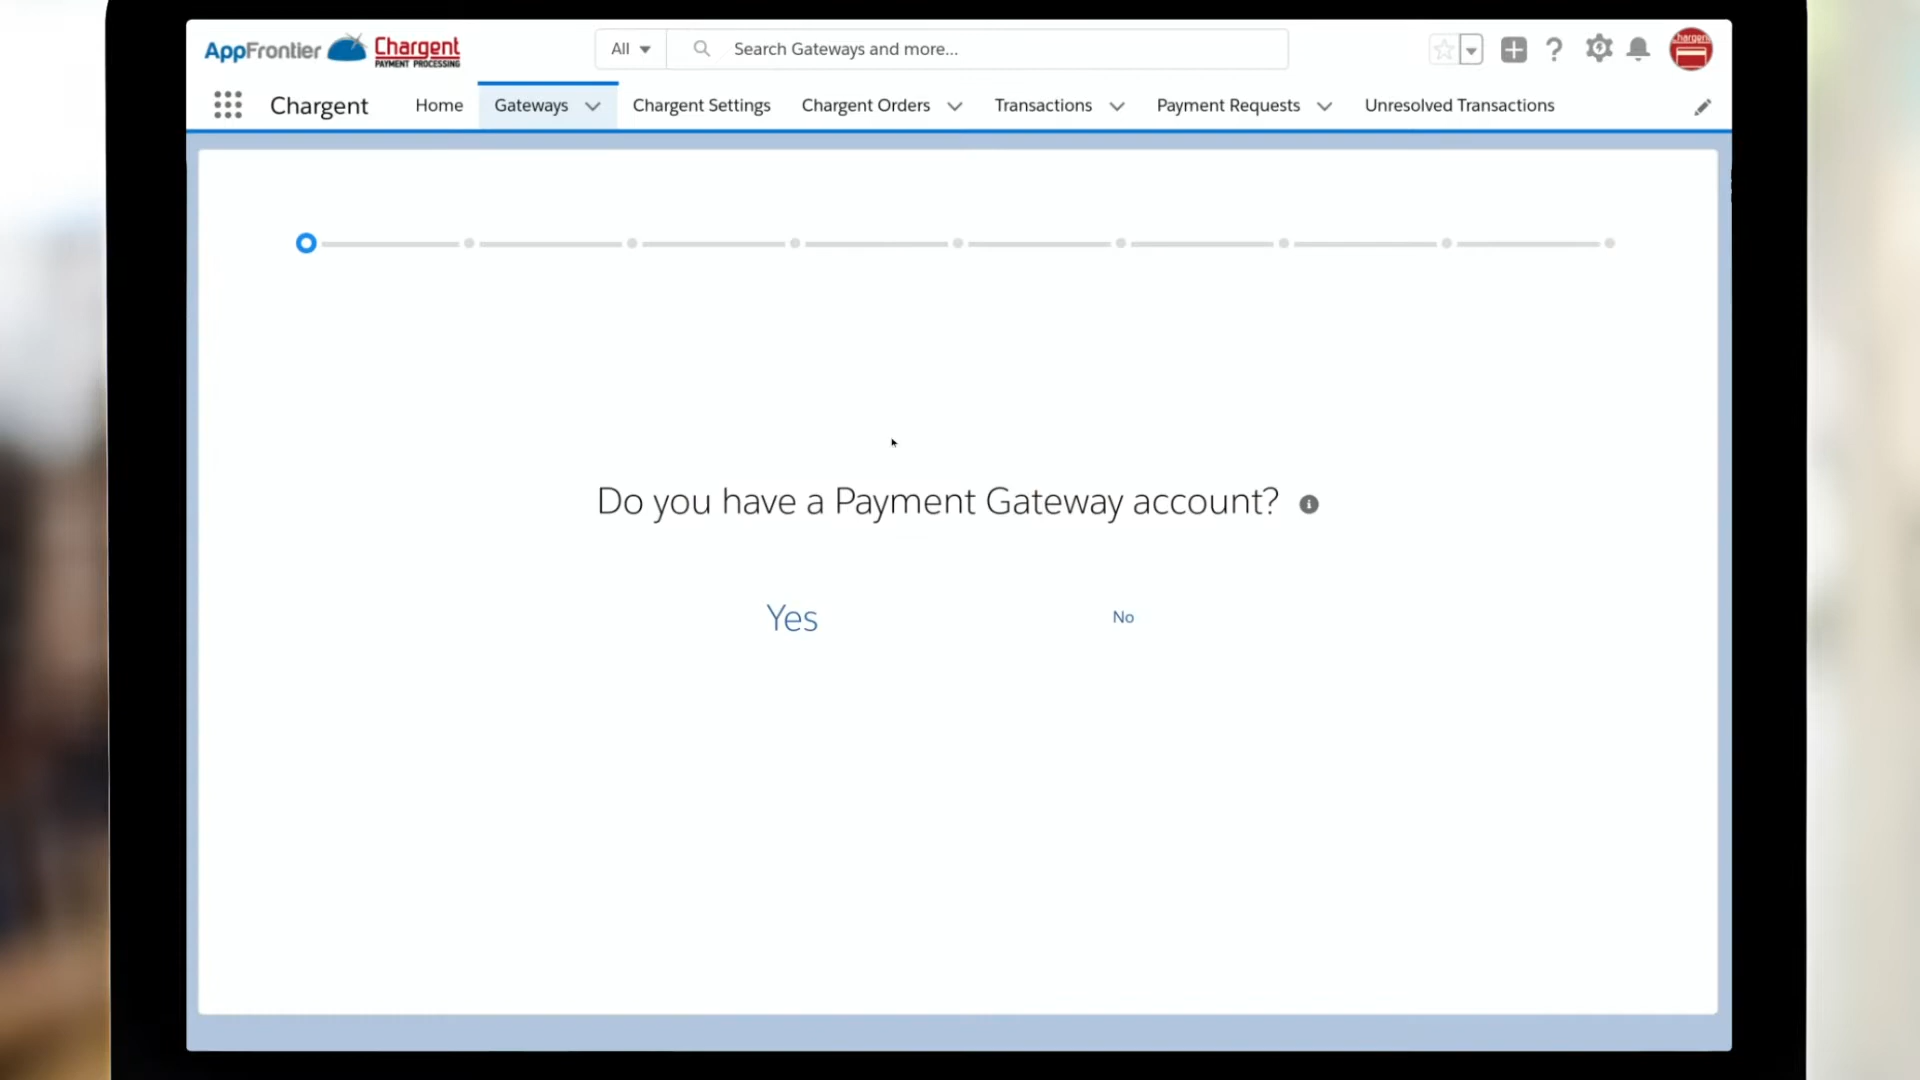 AppFrontier Chargent
PAYMENT PROCESSING
All
Search Gateways and more...
Chargent
Chargent
Home
Gateways
Chargent Settings
Chargent Orders
Transactions
Payment Requests
Unresolved Transactions
Do you have a Payment Gateway account?
Yes
No